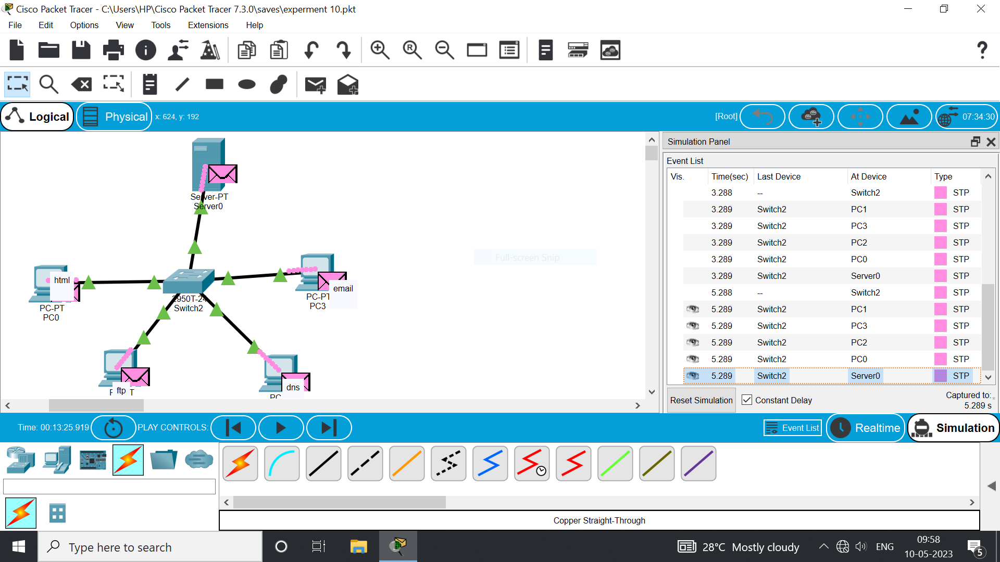 Cisco Packet Tracer - C:\Users\HP\Cisco Packet Tracer 7.3.0\saves\experment 10.pkt
File Edit Options View Tools Extensions Help
Logical Physical x: 624, y: 192 [Root] 07:34:30
Simulation Panel
Event List
Vis. Time(sec) Last Device At Device Type
3.288 -- Switch2 STP
3.289 Switch2 PC1 STP
3.289 Switch2 PC3 STP
3.289 Switch2 PC2 STP
3.289 Switch2 PC0 STP
3.289 Switch2 Server0 STP
5.288 -- Switch2 STP
5.289 Switch2 PC1 STP
5.289 Switch2 PC3 STP
5.289 Switch2 PC2 STP
5.289 Switch2 PC0 STP
5.289 Switch2 Server0 STP
Reset Simulation Constant Delay Captured to:*
5.289 s
Server-PT
Server0
Full-screen Snip
html
PC-PT
PC0
2950T-24
Switch2
email
PC-PT
PC3
ftp
dns
PC
Time: 00:13:25.919 PLAY CONTROLS: Event List Realtime Simulation
Copper Straight-Through
Type here to search
28°C Mostly cloudy
ENG
09:58
10-05-2023
5